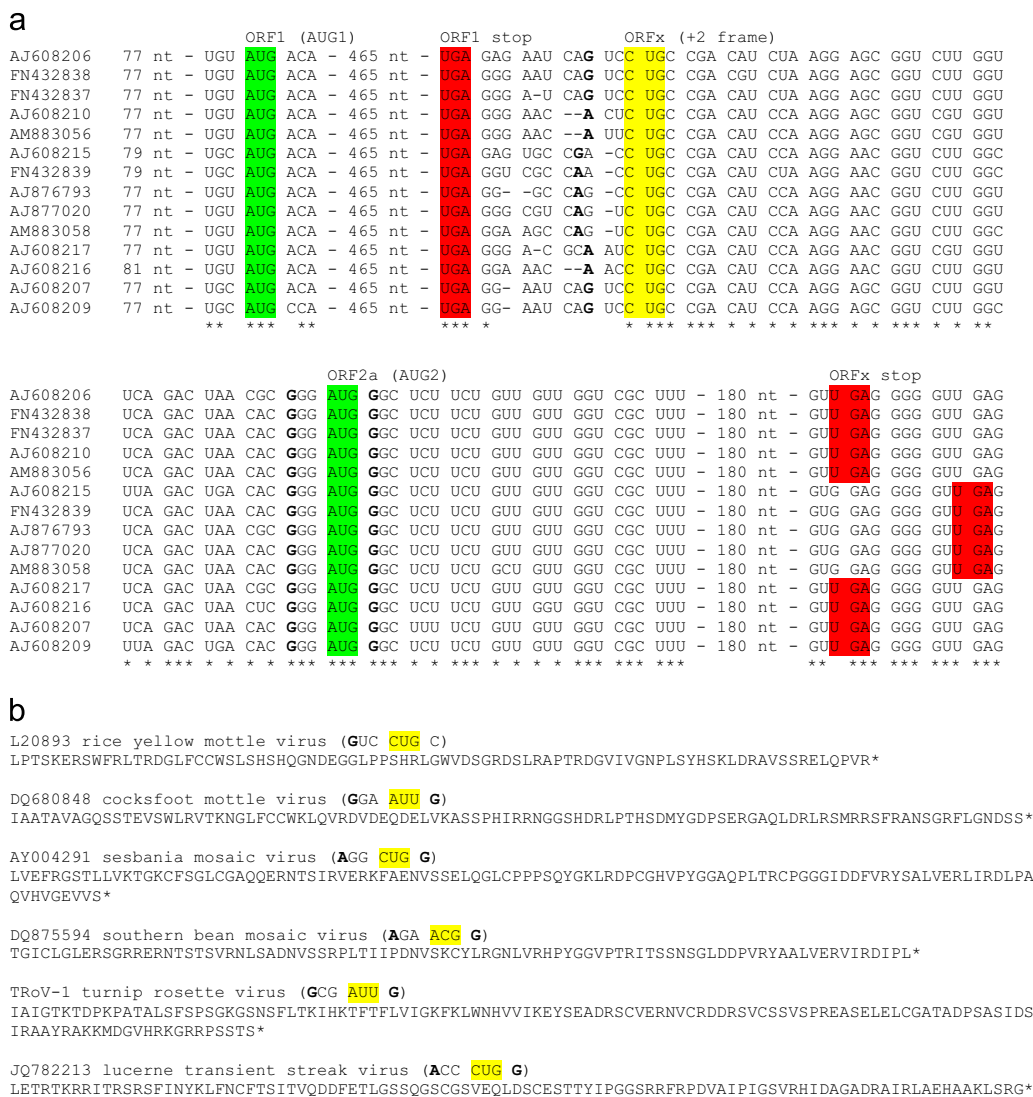 a
ORF1 (AUG1) ORF1 stop ORFx (+2 frame)
AJ608206 77 nt - UGU AUG ACA - 465 nt - UGA GAG AAU CAG UCC UGC CGA CAU CUA AGG AGC GGU CUU GGU
FN432838 77 nt - UGU AUG ACA - 465 nt - UGA GGG AAU CAG UCC UGC CGA CGU CUA AGG AGC GGU CUU GGU
FN432837 77 nt - UGU AUG ACA - 465 nt - UGA GGG A-U CAG UCC UGC CGA CAU CUA AGG AGC GGU CUU GGU
AJ608210 77 nt - UGU AUG ACA - 465 nt - UGA GGG AAC --A CUC UGC CGA CAU CUA AGG AGC GGU CGU GGU
AM883056 77 nt - UGU AUG ACA - 465 nt - UGA GGG AAC --A UUC UGC CGA CAU CUA AGG AGC GGU CGU GGU
AJ608215 79 nt - UGC AUG ACA - 465 nt - UGA GAG UGC CGA -CC UGC CGA CAU CCA AGG AAC GGU CUU GGC
FN432839 79 nt - UGC AUG ACA - 465 nt - UGA GGG UCG CAA -CC UGC CGA CAU CCA AGG AAC GGU CUU GGC
AJ876793 77 nt - UGU AUG ACA - 465 nt - UGA GG- -GC CAG -CC UGC CGA CAU CCA AGG AAC GGU CUU GGU
AJ877020 77 nt - UGU AUG ACA - 465 nt - UGA GGG CGU CAG -UC UGC CGA CAU CCA AGG AAC GGU CUU GGU
AM883058 77 nt - UGU AUG ACA - 465 nt - UGA GGA AGC CAG -UC UGC CGA CAU CCA AGG AAC GGU CUU GGC
AJ608217 77 nt - UGU AUG ACA - 465 nt - UGA GGG A-C GCA AUC UGC CGA CAU CCA AGG AAC GGU CUU GGU
AJ608216 81 nt - UGU AUG ACA - 465 nt - UGA GGA AAC --A ACC UGC CGA CAU CCA AGG AAC GGU CUU GGU
AJ608207 77 nt - UGC AUG ACA - 465 nt - UGA GG- AAU CAG UCC UGC CGA CAU CCA AGG AGC GGU CUU GGU
AJ608209 77 nt - UGC AUG CCA - 465 nt - UGA GG- AAU CAG UCC UGC CGA CAU CCA AGG AGC GGU CUU GGC
** *** ** *** * * *** *** * * * * *** * * ** * **
ORF2a (AUG2) ORFx stop
AJ608206 UCA GAC UAA CGC GGG AUG GGC UCU UCU GUU GUU GGU CGC UUU - 180 nt - GUU GAG GGG GUU GAG
FN432838 UCA GAC UAA CAC GGG AUG GGC UCU UCU GUU GUU GGU CGC UUU - 180 nt - GUU GAG GGG GUU GAG
FN432837 UCA GAC UAA CAC GGG AUG GGC UCU UCU GUU GUU GGU CGC UUU - 180 nt - GUU GAG GGG GUU GAG
AJ608210 UCA GAC UAA CAC GGG AUG GGC UCU UCU GUU GUU GGU CGC UUU - 180 nt - GUU GAG GGG GUU GAG
AM883056 UCA GAC UAA CAC GGG AUG GGC UCU UCU GUU GUU GGU CGC UUU - 180 nt - GUU GAG GGG GUU GAG
AJ608215 UUA GAC UGA CAC GGG AUG GGC UCU UCU GUU GUU GGU CGC UUU - 180 nt - GUG GAG GGG GUU GAG
FN432839 UCA GAC UAA CAC GGG AUG GGC UCU UCU GUU GUU GGU CGC UUU - 180 nt - GUG GAG GGG GUU GAG
AJ876793 UCA GAC UAA CGC GGG AUG GGC UCU UCU GUU GUU GGU CGC UUU - 180 nt - GUG GAG GGG GUU GAG
AJ877020 UCA GAC UAA CAC GGG AUG GGC UCU UCU GUU GUU GGU CGC UUU - 180 nt - GUG GAG GGG GUU GAG
AM883058 UCA GAC UAA CAC GGG AUG GGC UCU UCU GCU GUU GGU CGC UUU - 180 nt - GUG GAG GGG GUU GAG
AJ608217 UCA GAC UAA CGC GGG AUG GGC UCU UCU GUU GUU GGU CGC UUU - 180 nt - GUU GAG GGG GUU GAG
AJ608216 UCA GAC UAA CUC GGG AUG GGC UCU UCU GUU GUU GGU CGC UUU - 180 nt - GUU GAG GGG GUU GAG
AJ608207 UCA GAC UAA CAC GGG AUG GGC UUU UCU GUU GUU GGU CGC UUU - 180 nt - GUU GAG GGG GUU GAG
AJ608209 UUA GAC UGA CAC GGG AUG GGC UCU UCU GUU GUU GGU CGC UUU - 180 nt - GUU GAG GGG GUU GAG
* * *** * * * * *** *** *** * * *** * * * *** *** *** *** ** ** *** *** ***
b
L20893 rice yellow mottle virus (GUC CUG C)
LPTSKERSWFRLTRDGLFCCWSLSHSHQGNDEGGLPPSHRLGWVDSGRDSLRAPTRDGVIVGNPLSYHSKLDRAVSSRELQPVR*
DQ680848 cocksfoot mottle virus (GGA AUU G)
IAATAVAGQSSTEVSWLRVTKNGLFCCWKLQVRDVDEQDELVKASSPHIRRNGGSHDRLPTHSDMYGDPSERGAQLDRLRSMRRSFRANSGRFLGNDSS*
AY004291 sesbania mosaic virus (AGG CUG G)
LVEFRGSTLLVKTGKCFSGLCGAQQERNTSIRVERKFAENVSSELQGLCPPPSQYGKLRDPCGHVPYGGAQPLTRCPGGGIDDFVRYSALVERLIRDLPA
QVHVGEVVS*
DQ875594 southern bean mosaic virus (AGA ACG G)
TGICLGLERSGRRERNTSTSVRNLSADNVSSRPLTIIPDNVSKCYLRGNLVRHPYGGVPTRITSSNSGLDDPVRYAALVERVIRDIPL*
TRoV-1 turnip rosette virus (GCG AUU G)
IAIGTKTDPKPATALSFSPSGKGSNSFLTKIHKTFTFLVIGKFKLWNHVVIKEYSEADRSCVERNVCRDDRSVCSSVSPREASELELCGATADPSASIDS
IRAAYRAKKMDGVHRKGRRPSSTS*
JQ782213 lucerne transient streak virus (ACC CUG G)
LETRTKRRITRSRSFINYKLFNCFTSITVQDDFETLGSSQGSCGSVEQLDSCESTTYIPGGSRRFRPDVAIPIGSVRHIDAGADRAIRLAEHAAKLSRG*